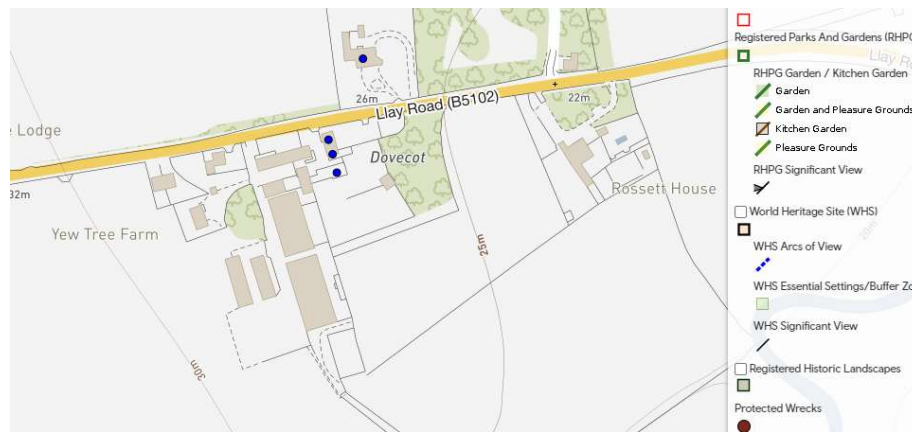 Llay Road (B5102)
26m
22m
Dovecot
e Lodge
32m
Rossett House
Yew Tree Farm
25m
30m
20m
Llay Ro
Registered Parks And Gardens (RHPG
RHPG Garden / Kitchen Garden
Garden
Garden and Pleasure Grounds
Kitchen Garden
Pleasure Grounds
RHPG Significant View
World Heritage Site (WHS)
WHS Arcs of View
WHS Essential Settings/Buffer Zo
WHS Significant View
Registered Historic Landscapes
Protected Wrecks